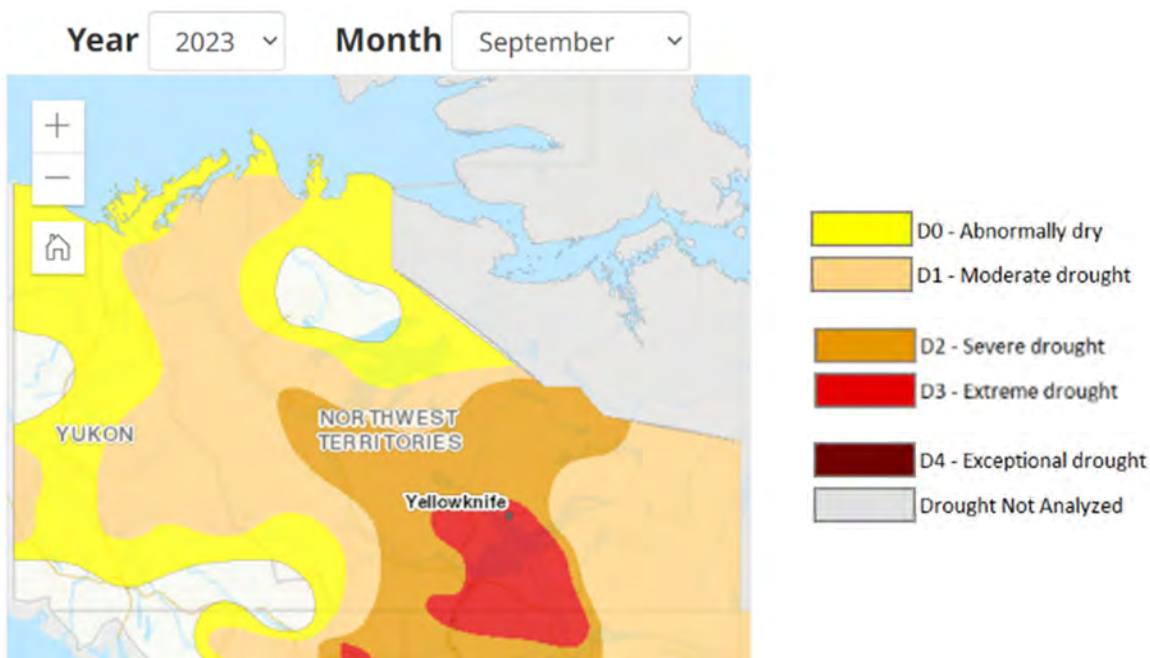 Year 2023 Month September
+
−
D0 - Abnormally dry
D1 - Moderate drought
D2 - Severe drought
D3 - Extreme drought
NORTHWEST
TERRITORIES
YUKON
D4 - Exceptional drought
Yellowknife
Drought Not Analyzed